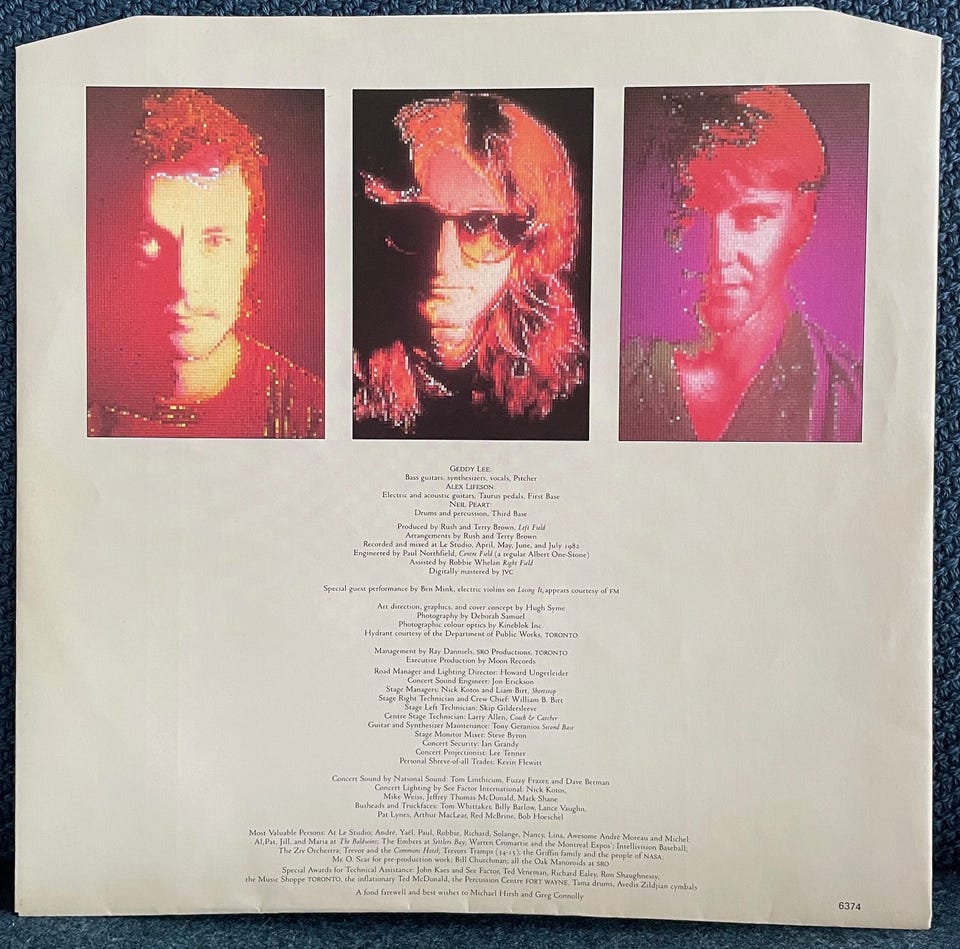 GEDDY LEE:
Bass guitars, synthesizers, vocals, Pitcher
ALEX LIFESON
Electric and acoustic guitars, Taurus pedals, First Base
NEIL PEART:
Drums and percussion, Third Base
Produced by Rush and Terry Brown, Left Field
Arrangements by Rush and Terry Brown
Recorded and mixed at Le Studio, April, May, June, and July 1982
Engineered by Paul Northfield, Centre Field (a regular Albert One-Stone)
Assisted by Robbie Whelan Right Field
Digitally mastered by JVC
Special guest performance by Ben Mink, electric violins on Losing It, appears courtesy of FM
Art direction, graphics, and cover concept by Hugh Syme
Photography by Deborah Samuel
Photographic colour optics by Kineblok Inc.
Hydrant courtesy of the Department of Public Works, TORONTO
Management by Ray Danniels, SRO Productions, TORONTO
Executive Production by Moon Records
Road Manager and Lighting Director: Howard Ungerleider
Concert Sound Engineer: Jon Erickson
Stage Managers: Nick Kotos and Liam Birt, Shortstop
Stage Right Technician and Crew Chief: William B. Birt
Stage Left Technician: Skip Gildersleeve
Centre Stage Technician: Larry Allen, Coach & Catcher
Guitar and Synthesizer Maintenance: Tony Geranios Second Base
Stage Monitor Mixer: Steve Byron
Concert Security: Ian Grandy
Concert Projectionist: Lee Tenner
Personal Shreve-of-all Trades: Kevin Flewitt
Concert Sound by National Sound: Tom Linthicum, Fuzzy Frazer, and Dave Berman
Concert Lighting by See Factor International: Nick Kotos,
Mike Weiss, Jeffrey Thomas McDonald, Mark Shane
Busheads and Truckfaces: Tom Whittaker, Billy Barlow, Lance Vaughn,
Pat Lynes, Arthur MacLear, Red McBrine, Bob Hoeschel
Most Valuable Persons: At Le Studio, André, Yaël, Paul, Robbie, Richard, Solange, Nancy, Lina, Awesome André Moreau and Michel;
Al, Pat, Jill, and Maria at The Baldwins; The Embers at Settlers Bay, Warren Cromartie and the Montreal Expos; Intellivision Baseball;
The Ziv Orchestra; Trevor and the Commons Hotel; Trevors Tramps (34-15), the Griffin family and the people of NASA;
Mr. O. Scar for pre-production work; Bill Churchman; all the Oak Manoroids at SRO
Special Awards for Technical Assistance: John Kaes and See Factor, Ted Veneman, Richard Ealey, Ron Shaughnessy,
the Music Shoppe TORONTO, the inflationary Ted McDonald, the Percussion Centre FORT WAYNE, Tama drums, Avedis Zildjian cymbals
A fond farewell and best wishes to Michael Hirsh and Greg Connolly
6374